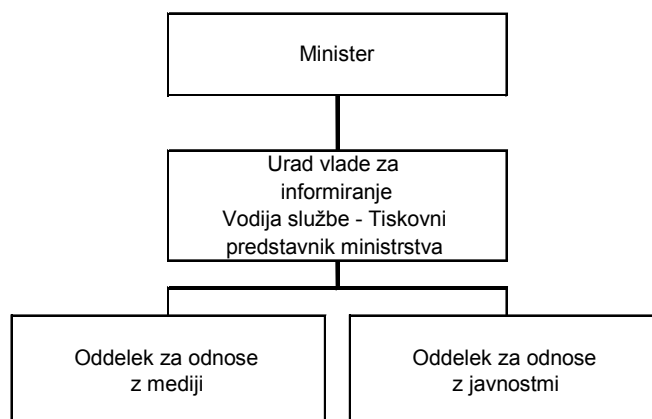 Minister
Urad vlade za
informiranje
Vodija službe - Tiskovni
predstavnik ministrstva
Oddelek za odnose
z mediji
Oddelek za odnose
z javnostmi